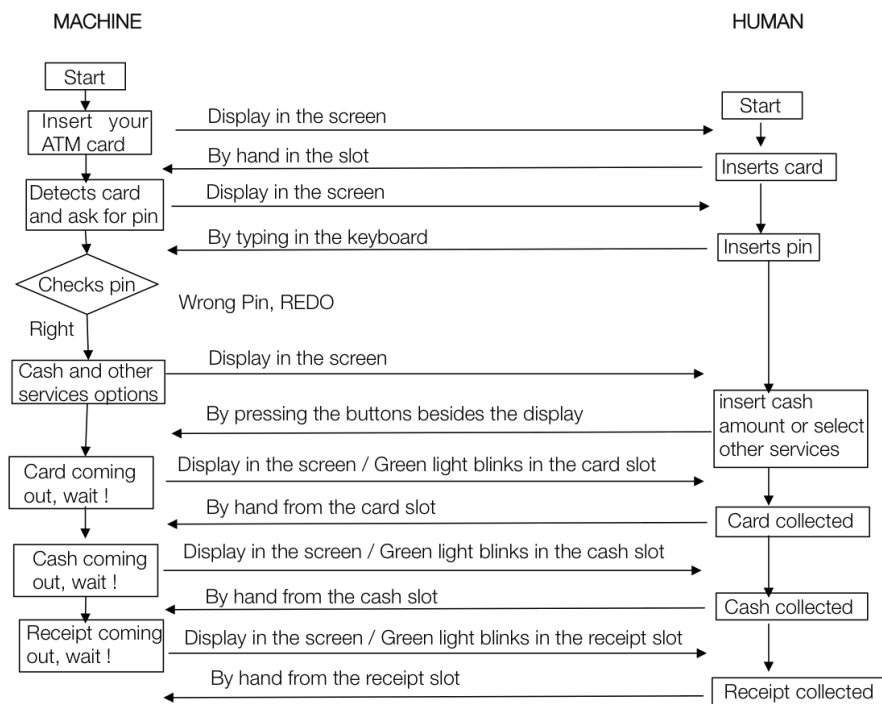 MACHINE
HUMAN
Start
Start
Insert your
ATM card
Display in the screen
By hand in the slot
Inserts card
Detects card
and ask for pin
Display in the screen
By typing in the keyboard
Inserts pin
Checks pin
Wrong Pin, REDO
Right
Display in the screen
Cash and other
services options
By pressing the buttons besides the display
insert cash
amount or select
other services
Card coming
out, wait !
Display in the screen / Green light blinks in the card slot
By hand from the card slot
Card collected
Cash coming
out, wait !
Display in the screen / Green light blinks in the cash slot
By hand from the cash slot
Cash collected
Receipt coming
out, wait !
Display in the screen / Green light blinks in the receipt slot
By hand from the receipt slot
Receipt collected